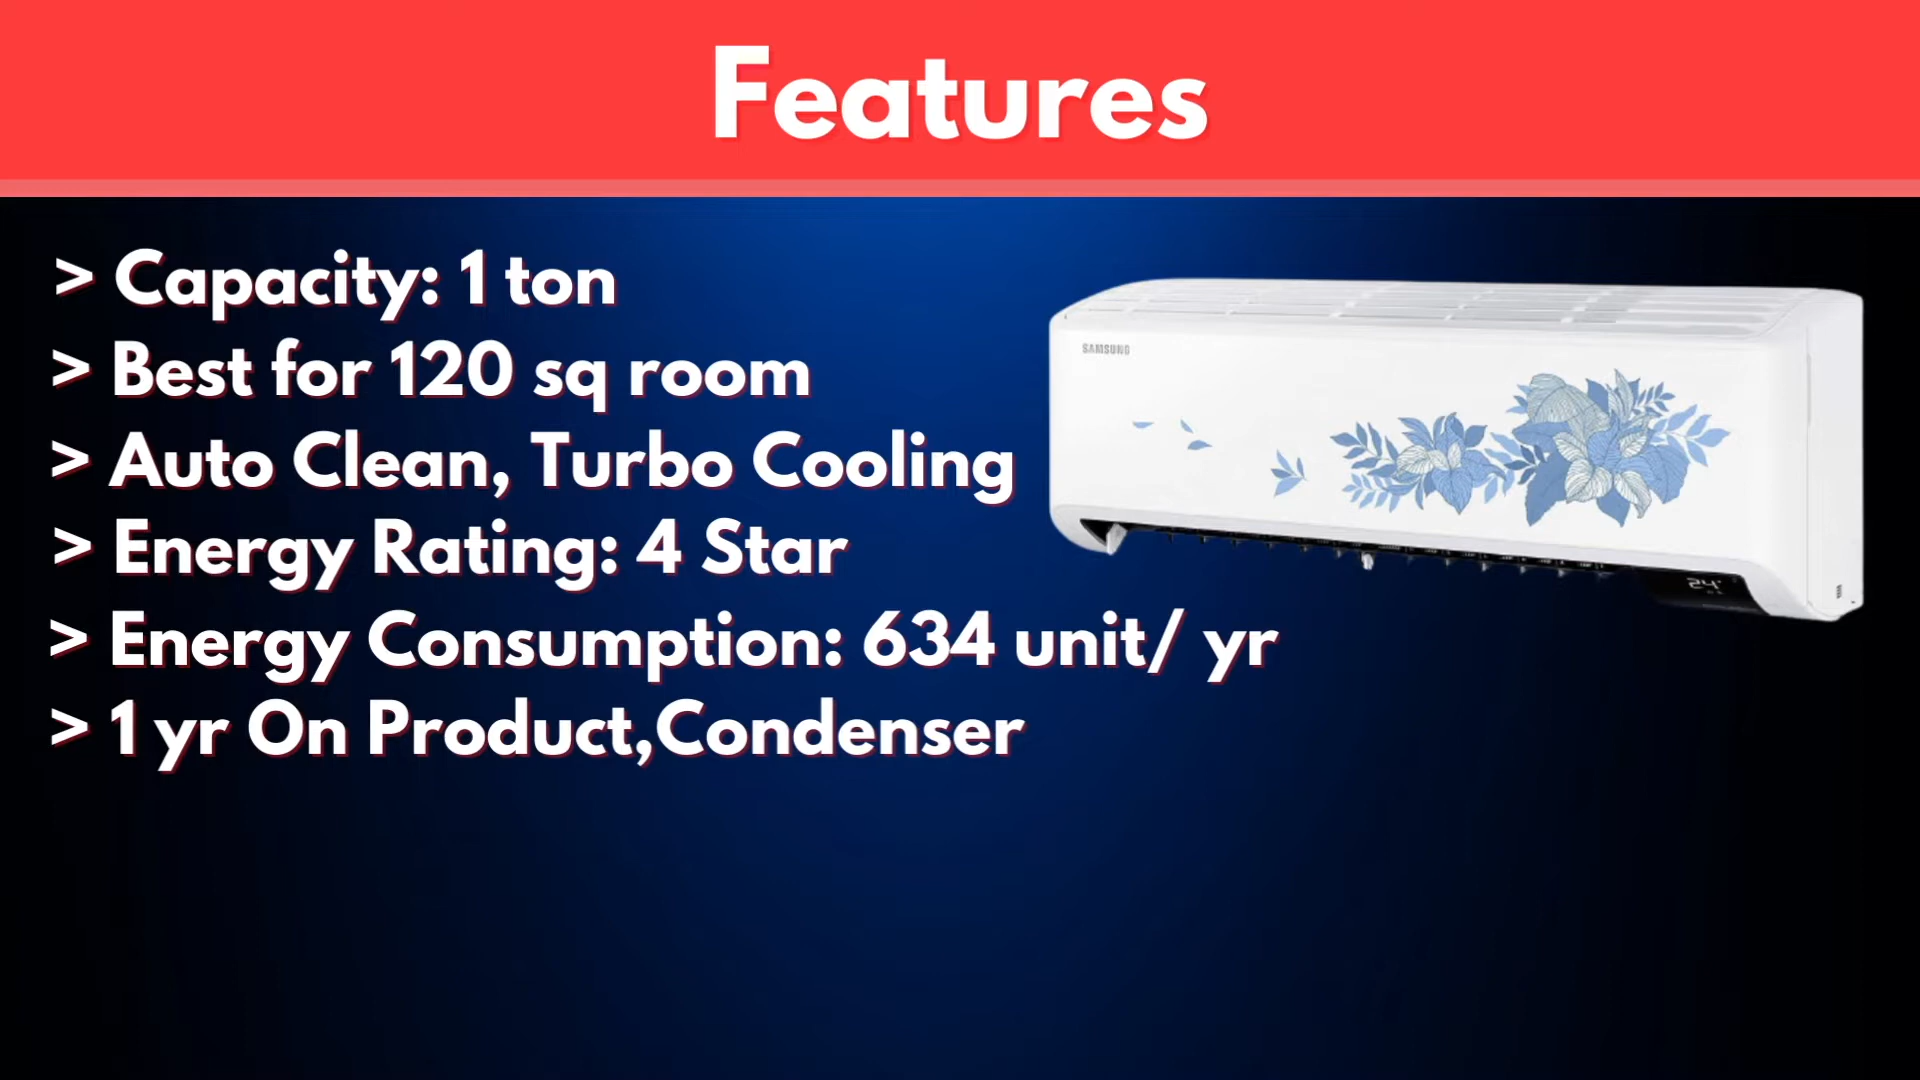 Features
> Capacity: 1 ton
> Best for 120 sq room
> Auto Clean, Turbo Cooling
> Energy Rating: 4 Star
> Energy Consumption: 634 unit/ yr
> 1 yr On Product,Condenser
SAMSUNG
24°